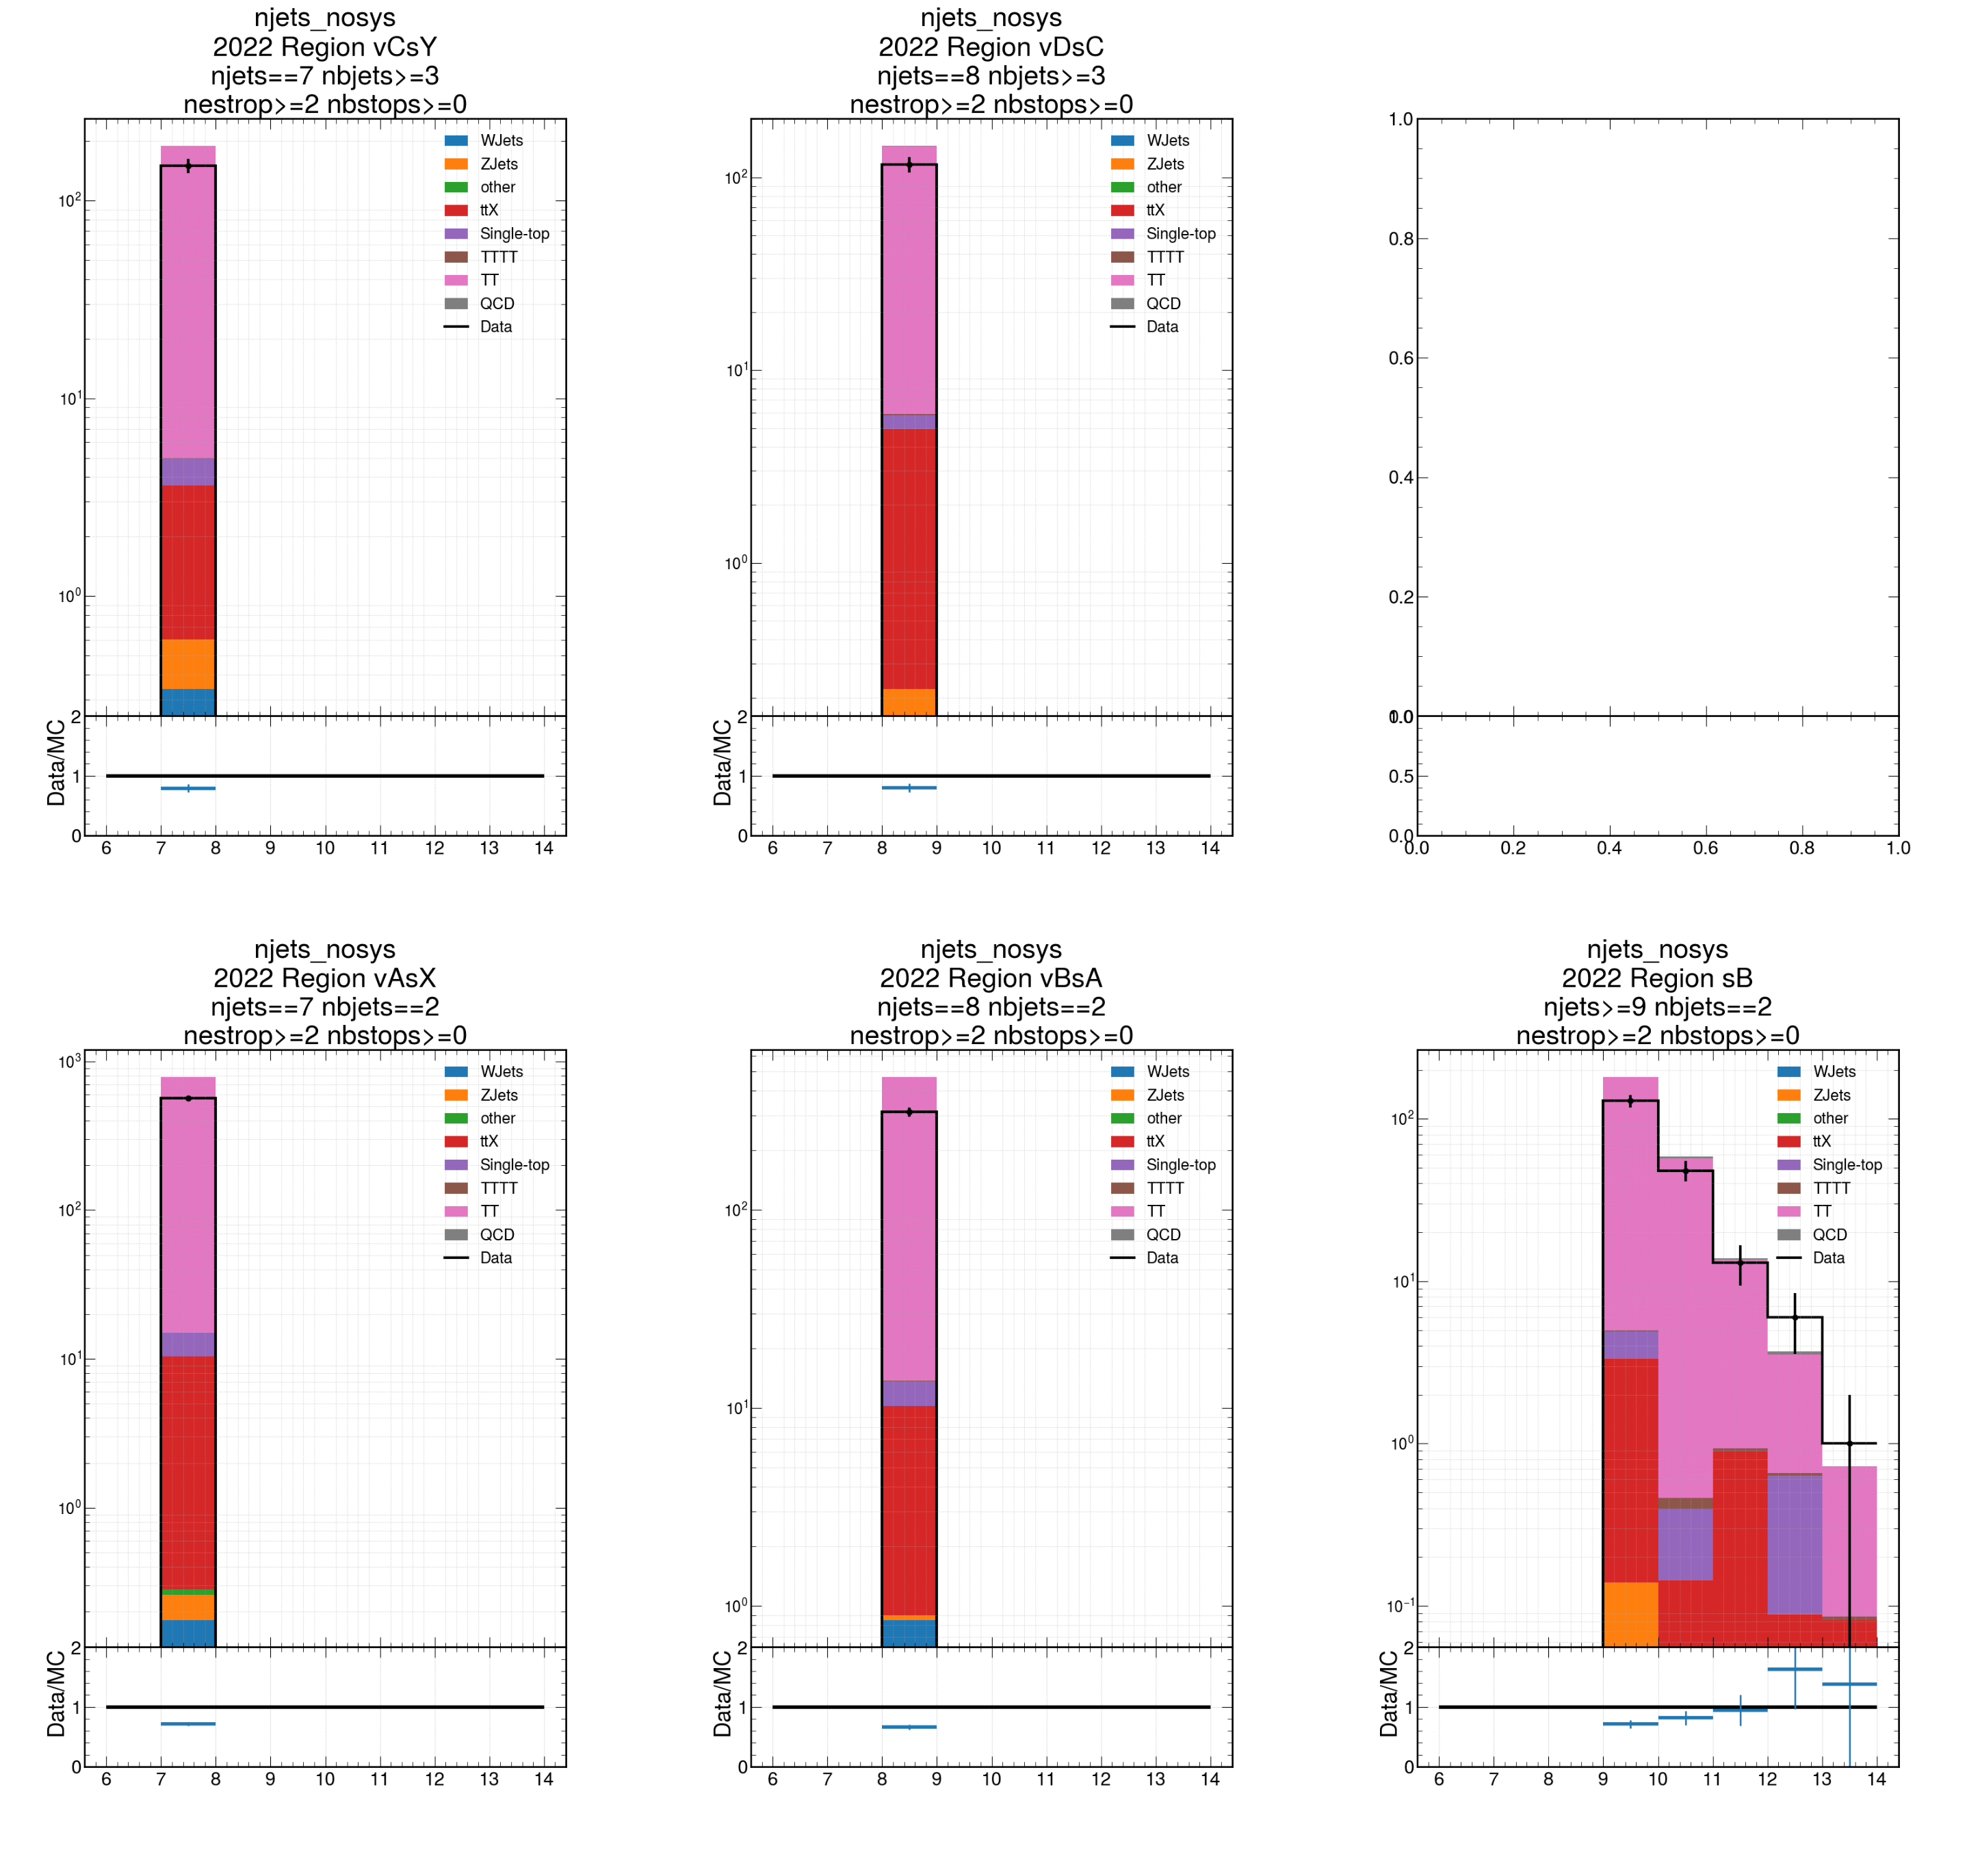 njets_nosys
2022 Region vCsY
njets==7 nbjets>=3
nestrop>=2 nbstops>=0
WJets
ZJets
other
ttX
Single-top
TTTT
TT
QCD
Data
10²
10¹
10⁰
Data/MC
2
1
0
6 7 8 9 10 11 12 13 14
njets_nosys
2022 Region vDsC
njets==8 nbjets>=3
nestrop>=2 nbstops>=0
WJets
ZJets
other
ttX
Single-top
TTTT
TT
QCD
Data
10²
10¹
10⁰
Data/MC
2
1
0
6 7 8 9 10 11 12 13 14
1.0
0.8
0.6
0.4
0.2
0.0
1.0
0.5
0.0
0.0 0.2 0.4 0.6 0.8 1.0
njets_nosys
2022 Region vAsX
njets==7 nbjets==2
nestrop>=2 nbstops>=0
WJets
ZJets
other
ttX
Single-top
TTTT
TT
QCD
Data
10³
10²
10¹
10⁰
Data/MC
2
1
0
6 7 8 9 10 11 12 13 14
njets_nosys
2022 Region vBsA
njets==8 nbjets==2
nestrop>=2 nbstops>=0
WJets
ZJets
other
ttX
Single-top
TTTT
TT
QCD
Data
10²
10¹
10⁰
Data/MC
2
1
0
6 7 8 9 10 11 12 13 14
njets_nosys
2022 Region sB
njets>=9 nbjets==2
nestrop>=2 nbstops>=0
WJets
ZJets
other
ttX
Single-top
TTTT
TT
QCD
Data
10²
10¹
10⁰
10⁻¹
Data/MC
2
1
0
6 7 8 9 10 11 12 13 14